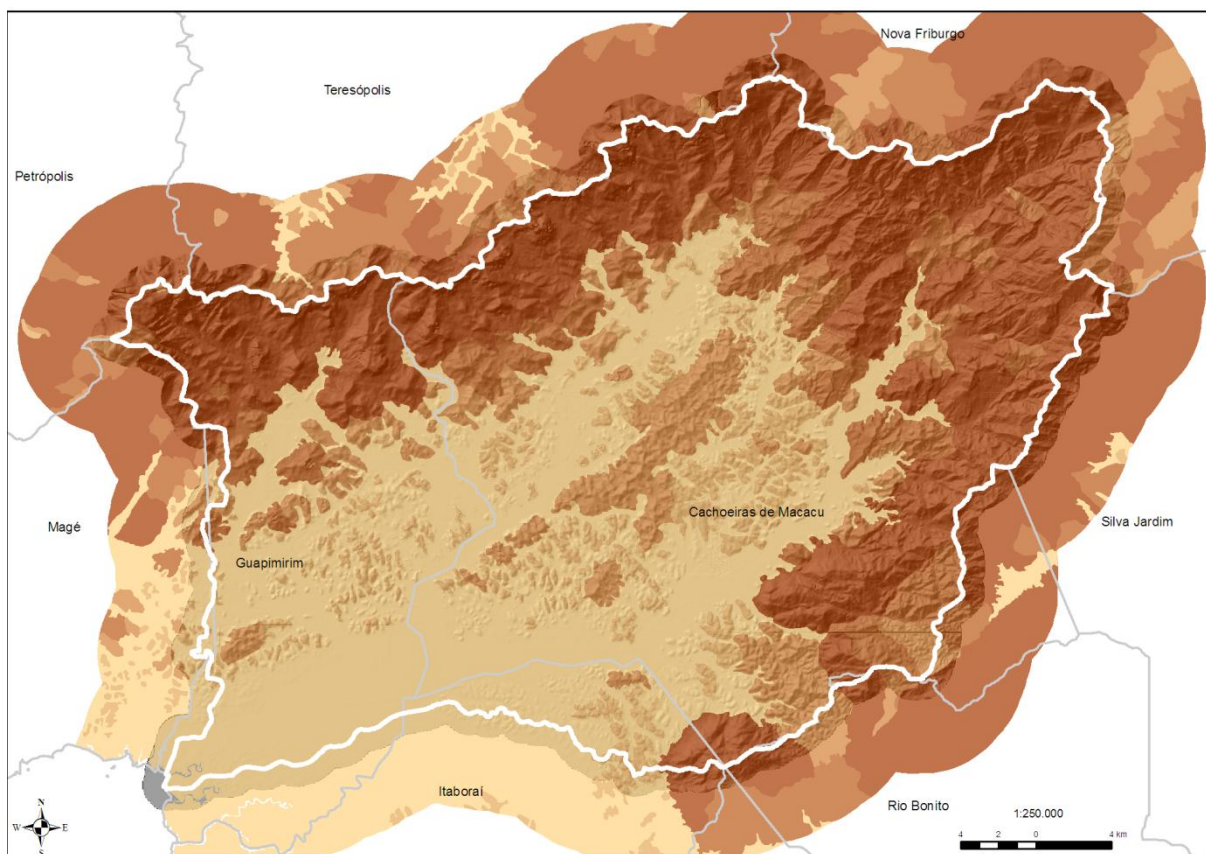 Nova Friburgo
Teresópolis
Petrópolis
Magé
Cachoeiras de Macacu
Silva Jardim
Guapimirim
Itaboraí
Rio Bonito
1:250.000
N
W E
S
4 2 0 4 km